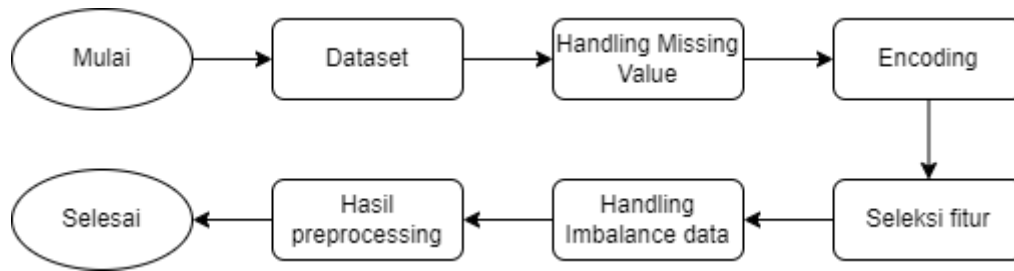 Mulai
Dataset
Handling Missing
Value
Encoding
Seleksi fitur
Handling
Imbalance data
Hasil
preprocessing
Selesai